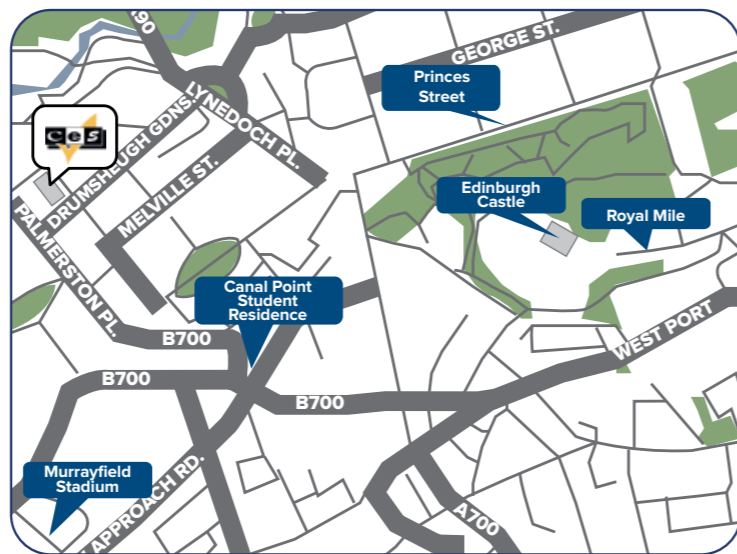 A90
GEORGE ST.
Princes
Street
LYNEDOCH PL.
ces
DRUMSHEUGH GDNS.
MELVILLE ST.
Edinburgh
Castle
Royal Mile
PALMERSTON PL.
Canal Point
Student
Residence
B700
WEST PORT
B700
B700
Murrayfield
Stadium
APPROACH RD.
A700